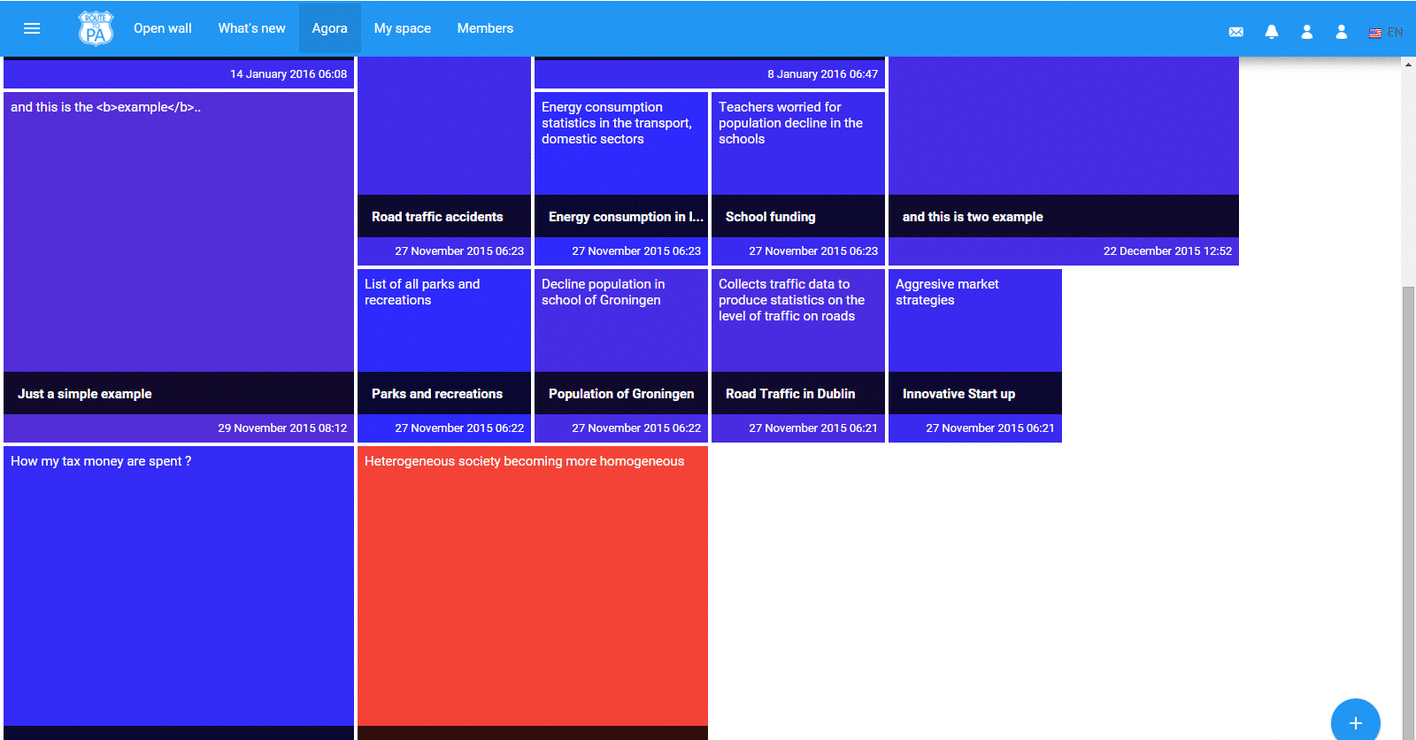 ROUTE
TO
PA
Open wall
What's new
Agora
My space
Members
EN
14 January 2016 06:08
8 January 2016 06:47
and this is the <b>example</b>..
Just a simple example
29 November 2015 08:12
Road traffic accidents
27 November 2015 06:23
Energy consumption
statistics in the transport,
domestic sectors
Energy consumption in I...
27 November 2015 06:23
Teachers worried for
population decline in the
schools
School funding
27 November 2015 06:23
and this is two example
22 December 2015 12:52
List of all parks and
recreations
Parks and recreations
27 November 2015 06:22
Decline population in
school of Groningen
Population of Groningen
27 November 2015 06:22
Collects traffic data to
produce statistics on the
level of traffic on roads
Road Traffic in Dublin
27 November 2015 06:21
Aggresive market
strategies
Innovative Start up
27 November 2015 06:21
How my tax money are spent ?
Heterogeneous society becoming more homogeneous